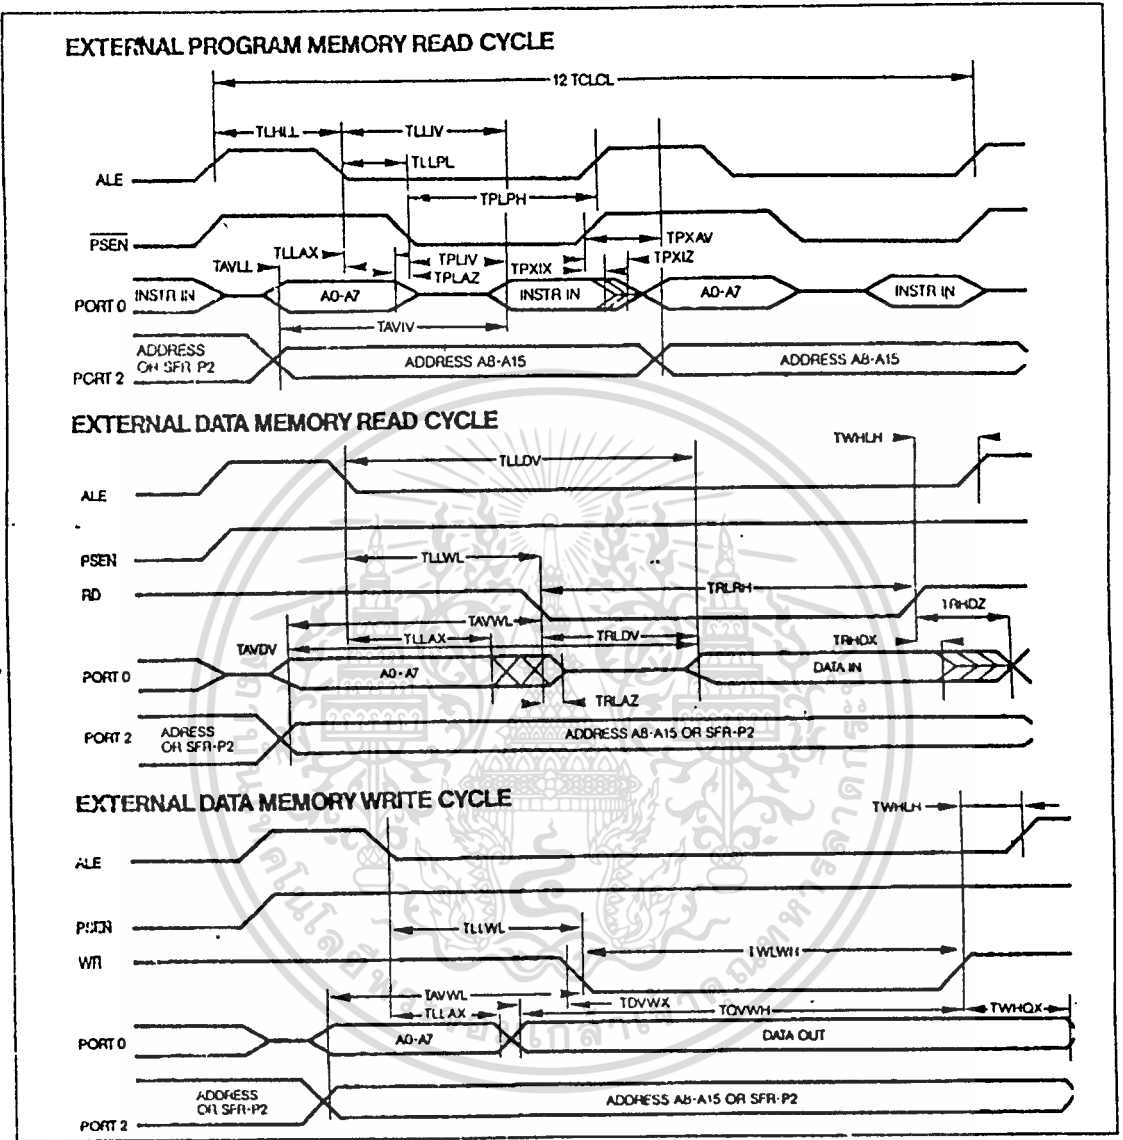 EXTERNAL PROGRAM MEMORY READ CYCLE
12 TCLCL
TLHLL
TLLIV
TLLPL
ALE
TPLPH
PSEN
TPXAV
TLLAX
TPLIV
TPXIZ
TAVLL
TPLAZ
TPXIX
PORT 0
INSTR IN
A0-A7
INSTR IN
A0-A7
INSTR IN
TAVIV
ADDRESS
OR SFR-P2
ADDRESS A8-A15
ADDRESS A8-A15
PORT 2
EXTERNAL DATA MEMORY READ CYCLE
TWHLH
TLLDV
ALE
PSEN
TLLWL
RD
TRLRH
TRHDZ
TAVWL
TLLAX
TRLDV
TRHDX
TAVDV
PORT 0
A0-A7
DATA IN
TRLAZ
PORT 2
ADRESS
OR SFR-P2
ADDRESS A8-A15 OR SFR-P2
EXTERNAL DATA MEMORY WRITE CYCLE
TWHLH
ALE
PSEN
TLLWL
WR
TWLWH
TAVWL
TDVWX
TLLAX
TQVWH
TWHQX
PORT 0
A0-A7
DATA OUT
ADDRESS
OR SFR-P2
ADDRESS A8-A15 OR SFR-P2
PORT 2